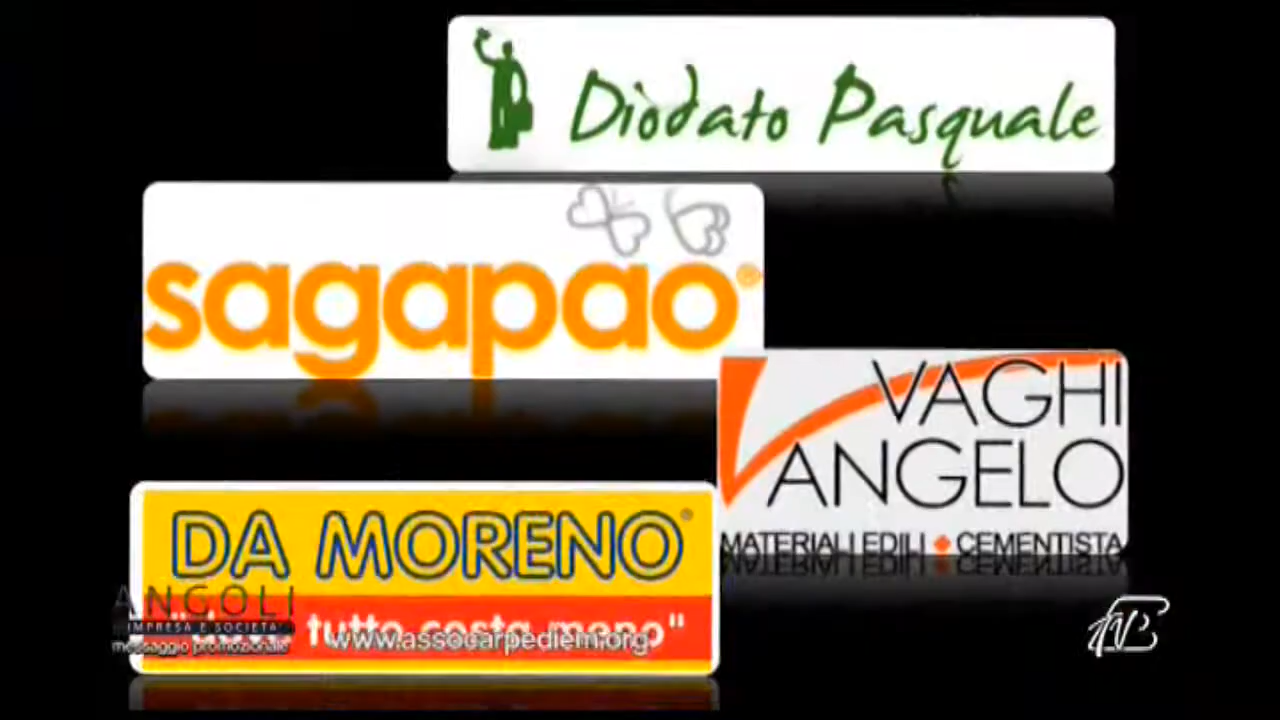 Diodato Pasquale
sagapao®
VAGHI
ANGELO
MATERIALI EDILI CEMENTISTA
DA MORENO®
"dove tutto costa meno"
ANGOLI
IMPRESA E SOCIETÀ
messaggio promozionale
www.assocarpediem.org